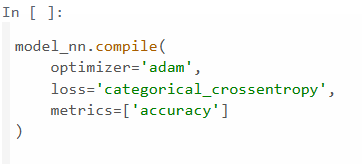 In [ ]:
model_nn.compile(
    optimizer='adam',
    loss='categorical_crossentropy',
    metrics=['accuracy']
)